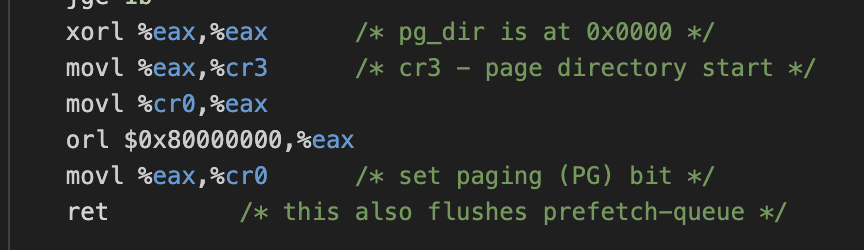 xorl %eax,%eax /* pg_dir is at 0x0000 */
movl %eax,%cr3 /* cr3 - page directory start */
movl %cr0,%eax
orl $0x80000000,%eax
movl %eax,%cr0 /* set paging (PG) bit */
ret /* this also flushes prefetch-queue */